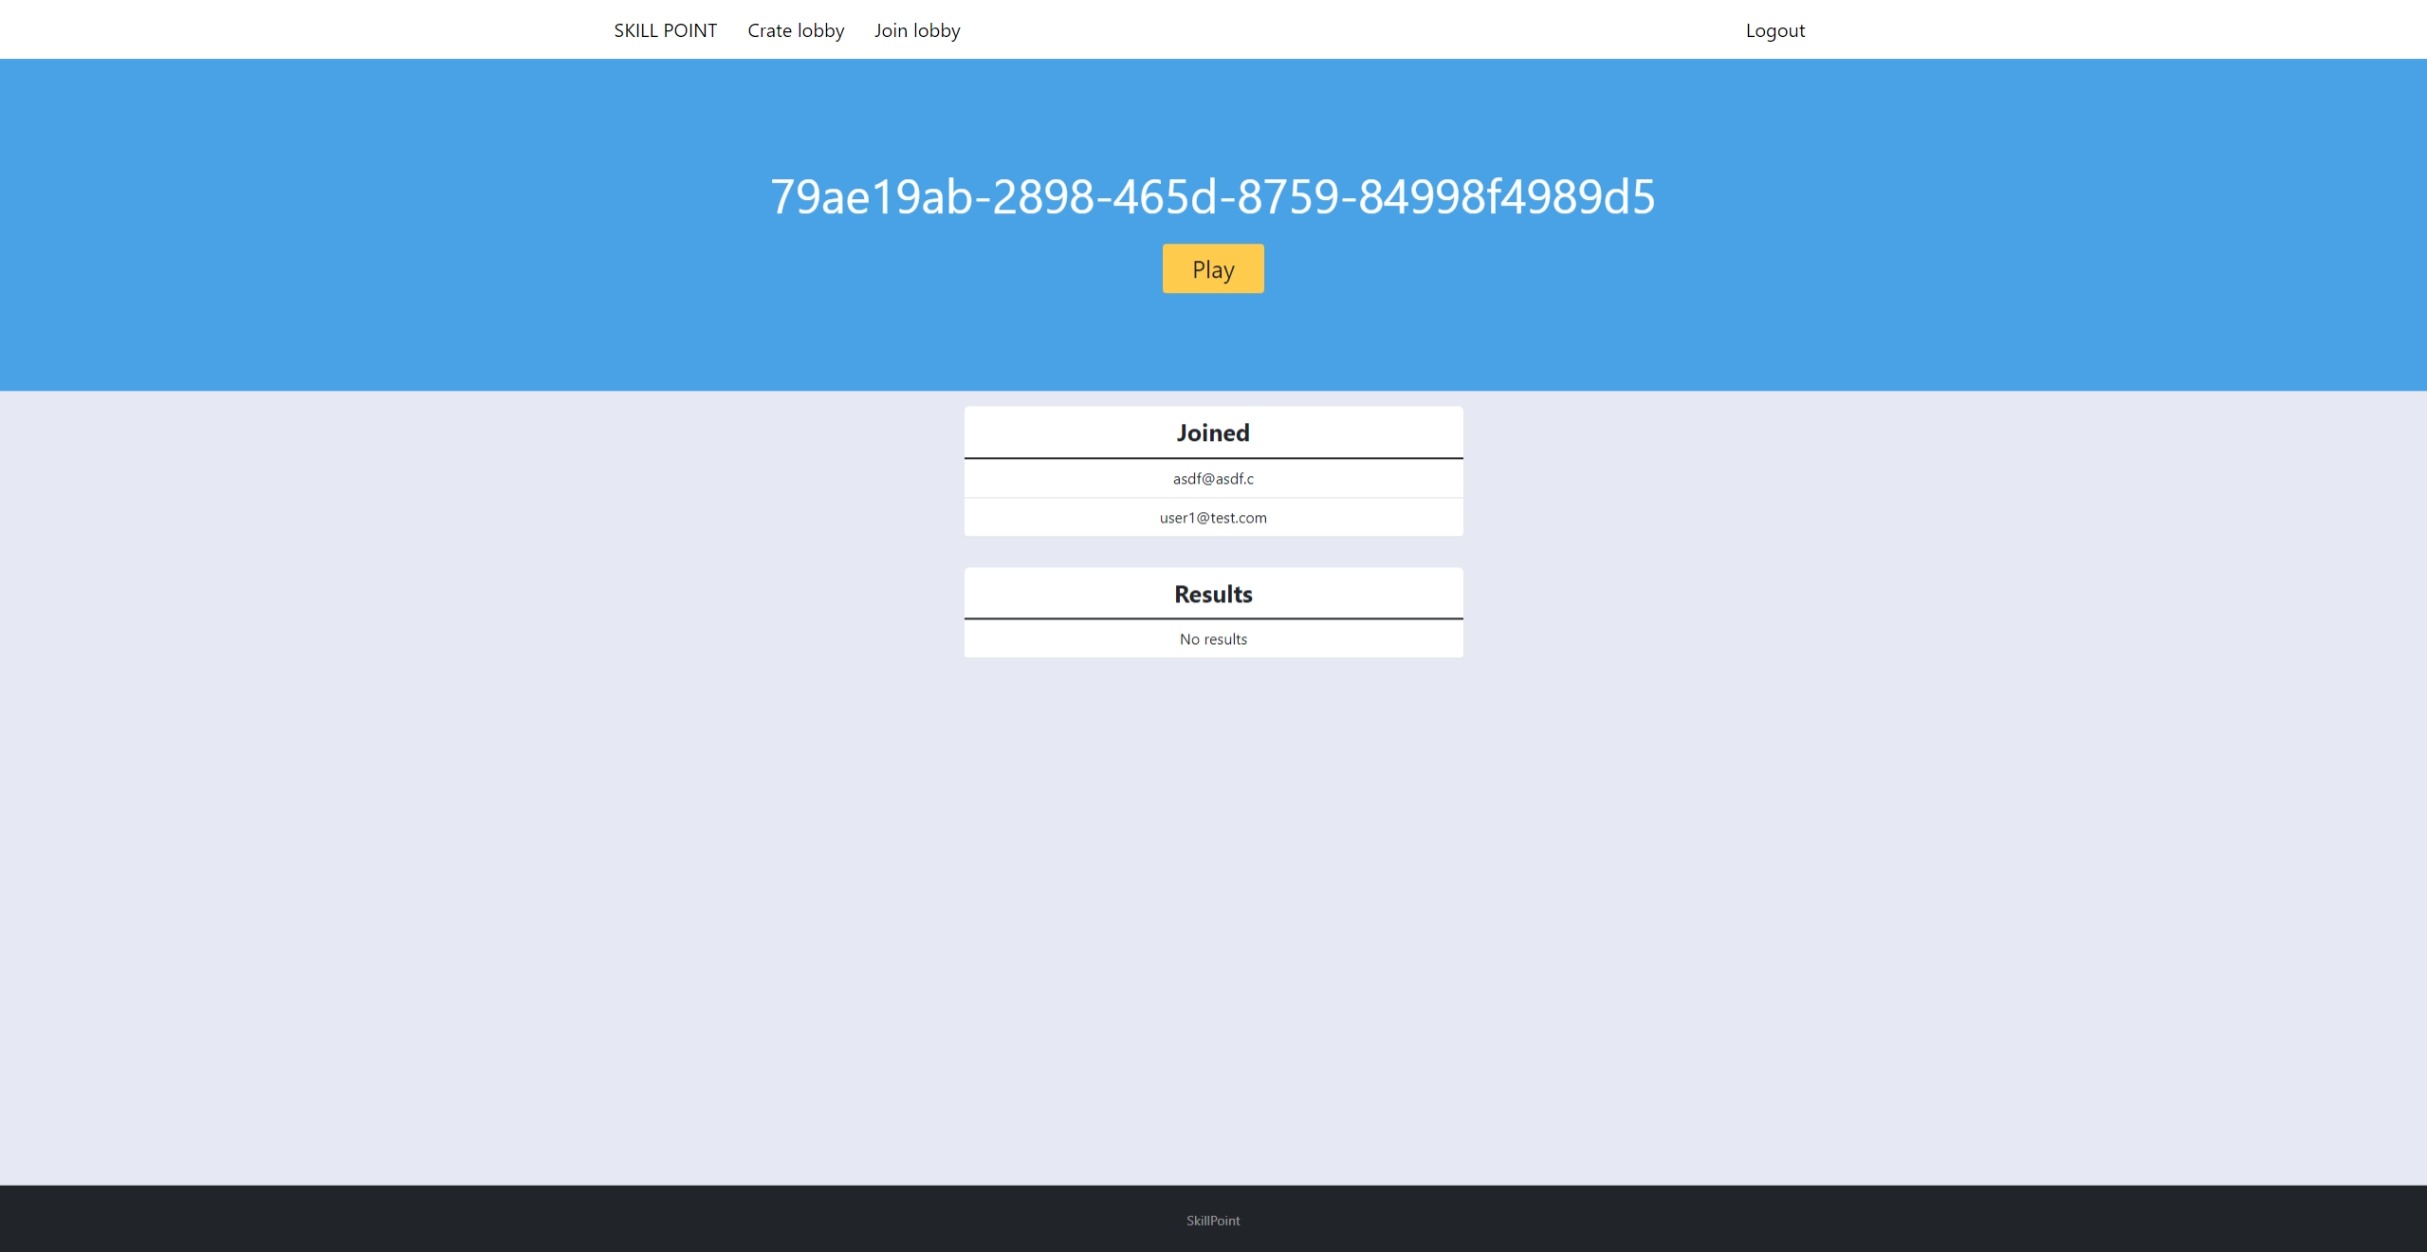 SKILL POINT Crate lobby Join lobby Logout
79ae19ab-2898-465d-8759-84998f4989d5
Play
Joined
asdf@asdf.c
user1@test.com
Results
No results
SkillPoint